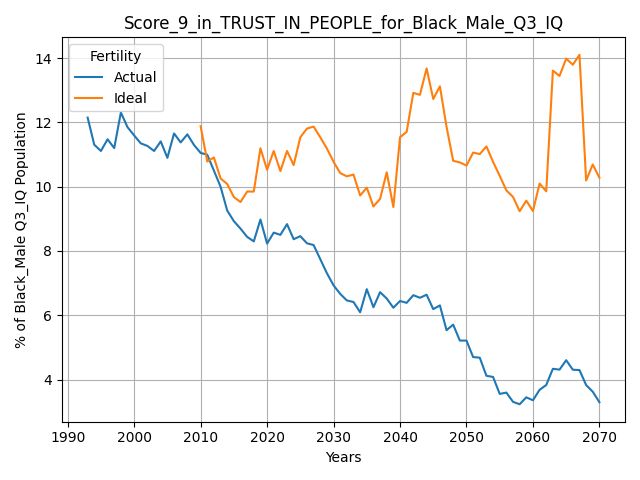 Score_9_in_TRUST_IN_PEOPLE_for_Black_Male_Q3_IQ
Fertility
Actual
Ideal
% of Black_Male Q3_IQ Population
14
12
10
8
6
4
1990
2000
2010
2020
2030
2040
2050
2060
2070
Years